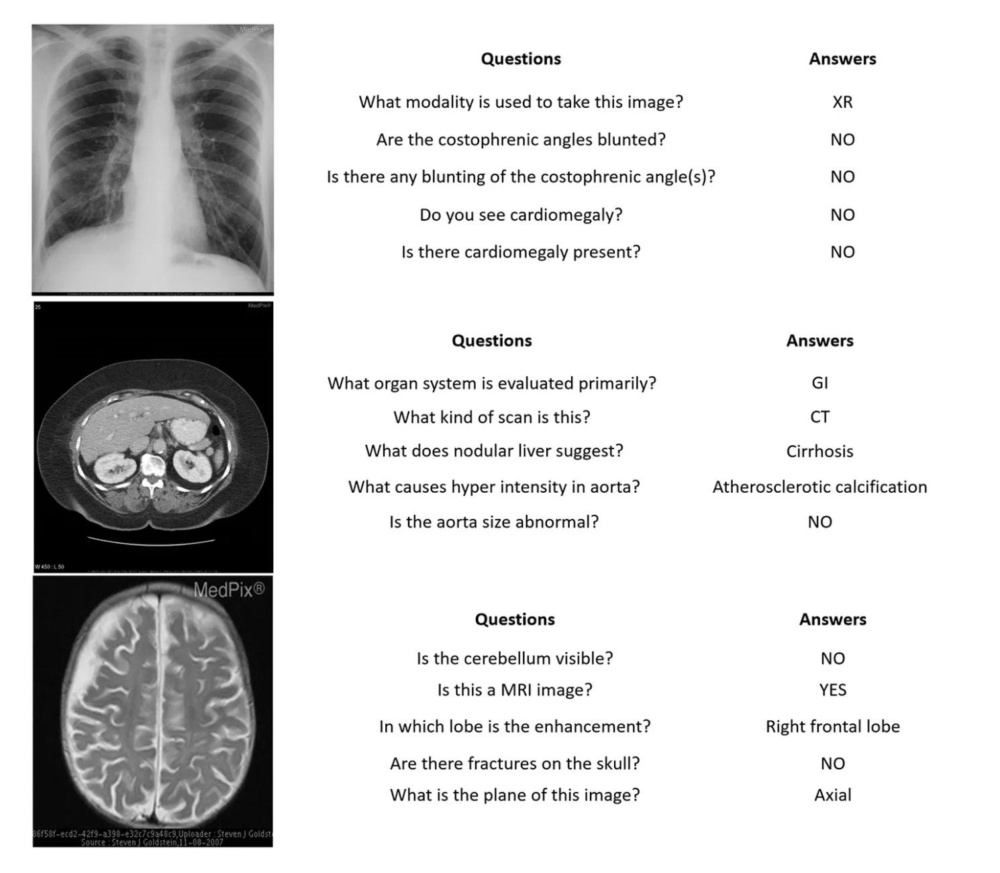 MedPix®
Questions Answers
What modality is used to take this image? XR
Are the costophrenic angles blunted? NO
Is there any blunting of the costophrenic angle(s)? NO
Do you see cardiomegaly? NO
Is there cardiomegaly present? NO
25 MedPix®
Questions Answers
What organ system is evaluated primarily? GI
What kind of scan is this? CT
What does nodular liver suggest? Cirrhosis
What causes hyper intensity in aorta? Atherosclerotic calcification
Is the aorta size abnormal? NO
W 450 : L 50
MedPix®
Questions Answers
Is the cerebellum visible? NO
Is this a MRI image? YES
In which lobe is the enhancement? Right frontal lobe
Are there fractures on the skull? NO
What is the plane of this image? Axial
36f58f-ecd2-42f9-a398-e32c7c9a48c9,Uploader : Steven J Goldst
Source : Steven J Goldstein,11-08-2007